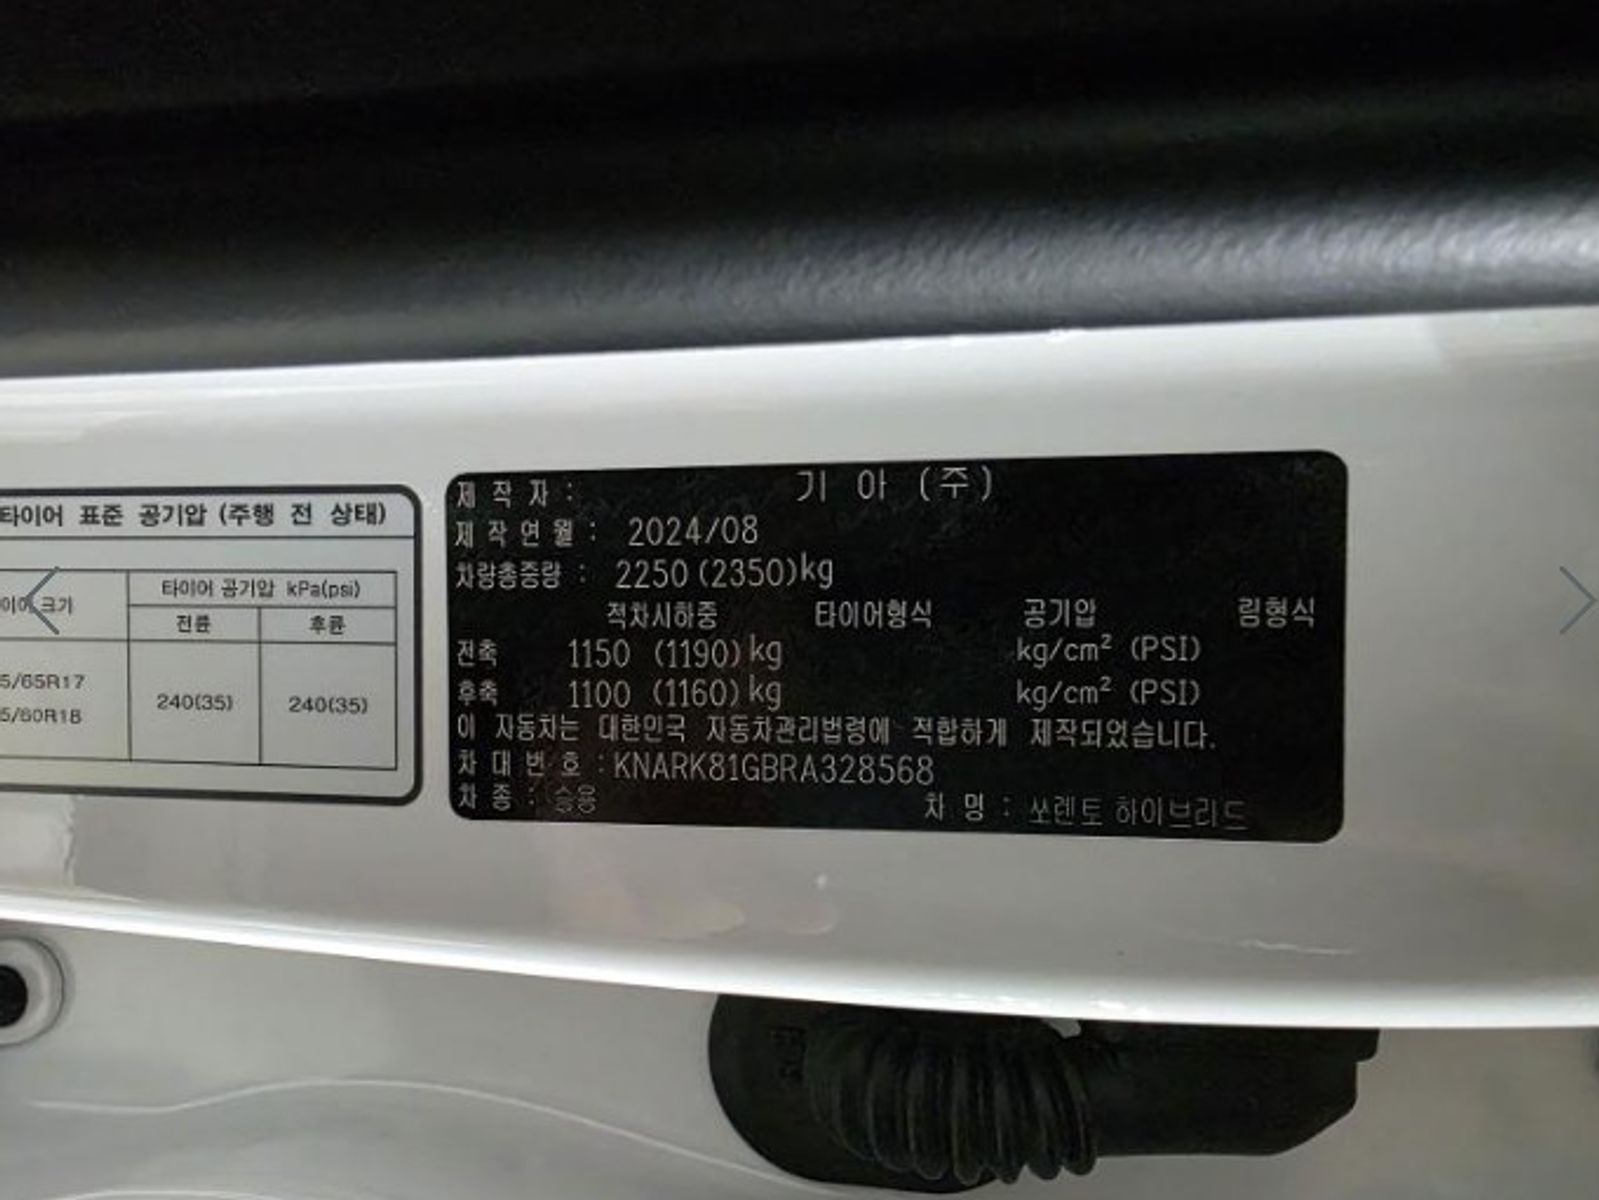 타이어 표준 공기압 (주행 전 상태)
크기
타이어 공기압 kPa(psi)
전륜
후륜
5/65R17
5/60R18
240(35)
240(35)
제작자 : 기아 (주)
제작연월 : 2024/08
차량총중량 : 2250 (2350)kg
적차시하중 타이어형식 공기압 림형식
전축 1150 (1190) kg kg/cm² (PSI)
후축 1100 (1160) kg kg/cm² (PSI)
이 자동차는 대한민국 자동차관리법령에 적합하게 제작되었습니다.
차대번호 : KNARK81GBRA328568
차종 : 승용 차명 : 쏘렌토 하이브리드